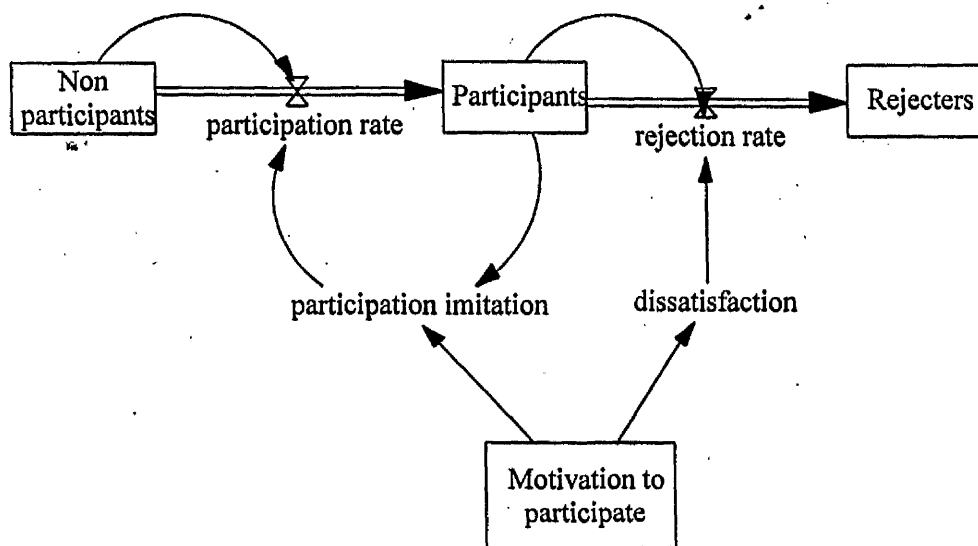 Non
participants
participation rate
Participants
rejection rate
Rejecters
participation imitation
dissatisfaction
Motivation to
participate